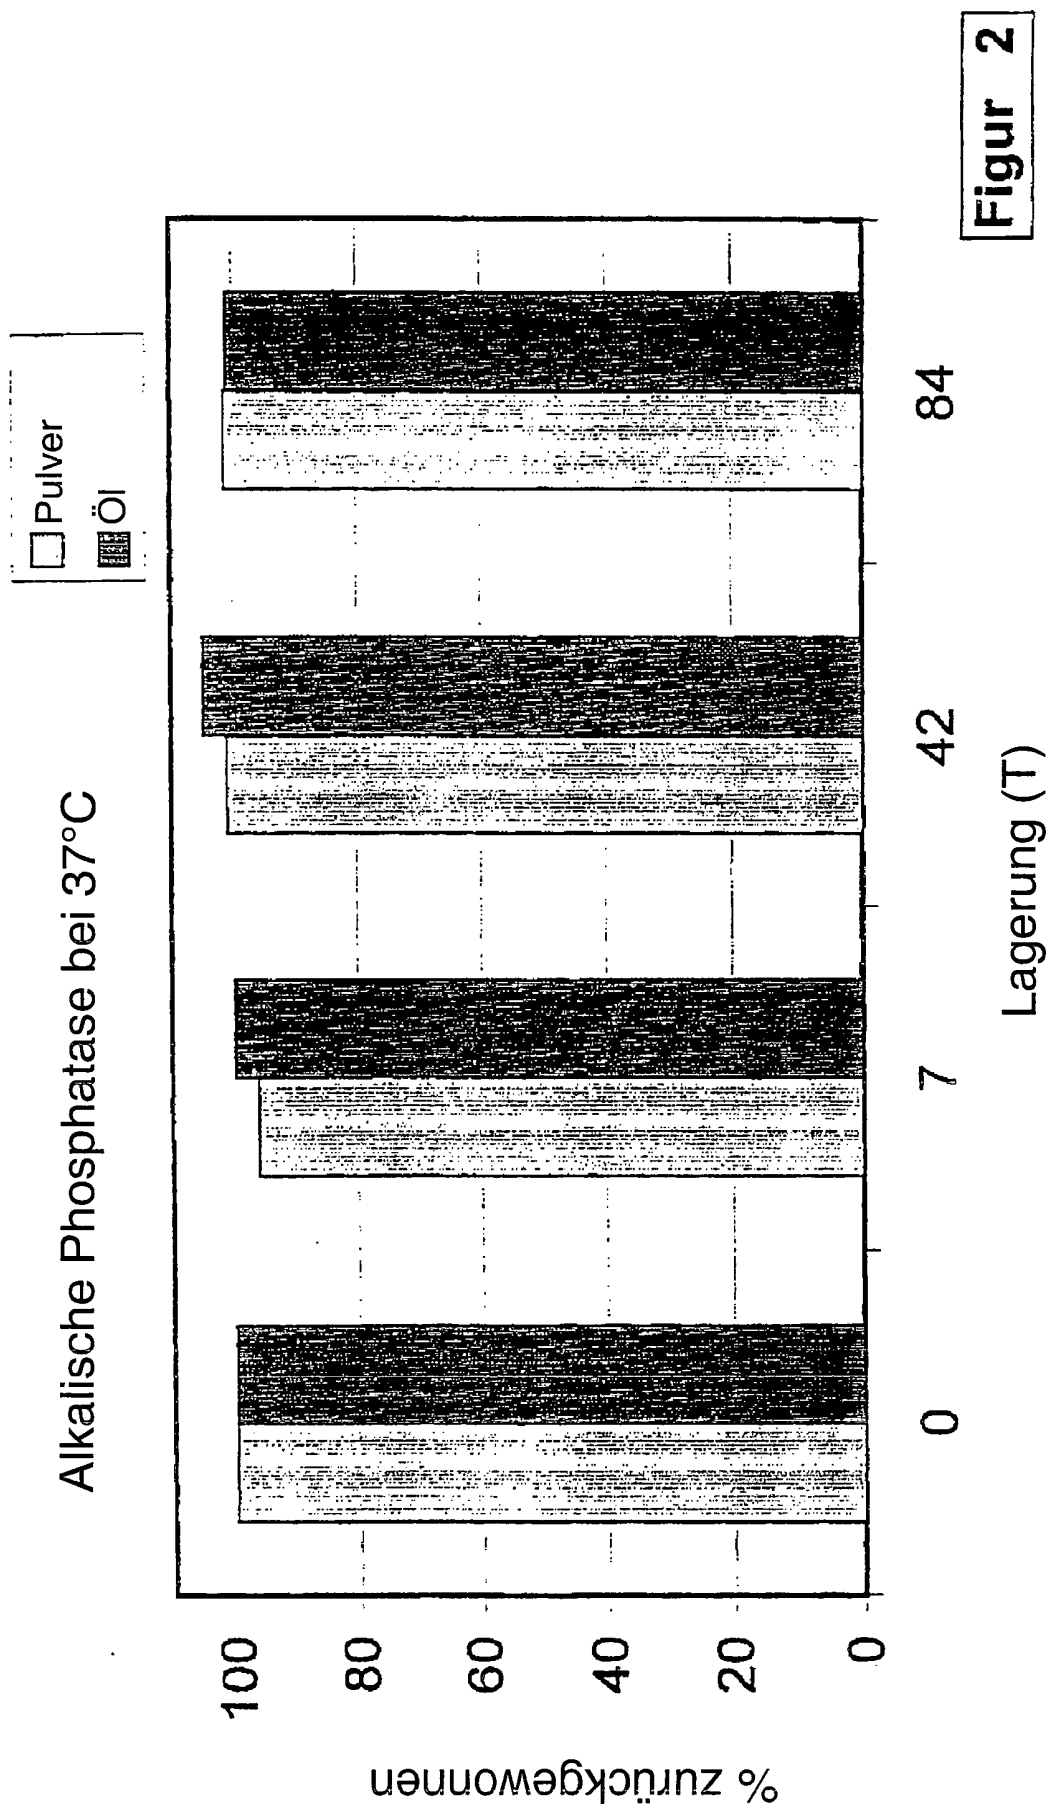 Alkalische Phosphatase bei 37°C
Pulver
Öl
% zurückgewonnen
100
80
60
40
20
0
0
7
42
84
Lagerung (T)
Figur 2